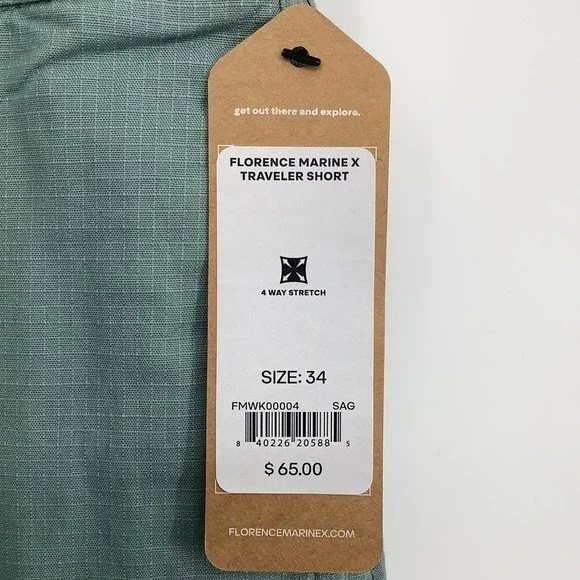 get out there and explore.
FLORENCE MARINE X
TRAVELER SHORT
4 WAY STRETCH
SIZE: 34
FMWK00004 SAG
8 40226 20588 5
$ 65.00
FLORENCEMARINEX.COM